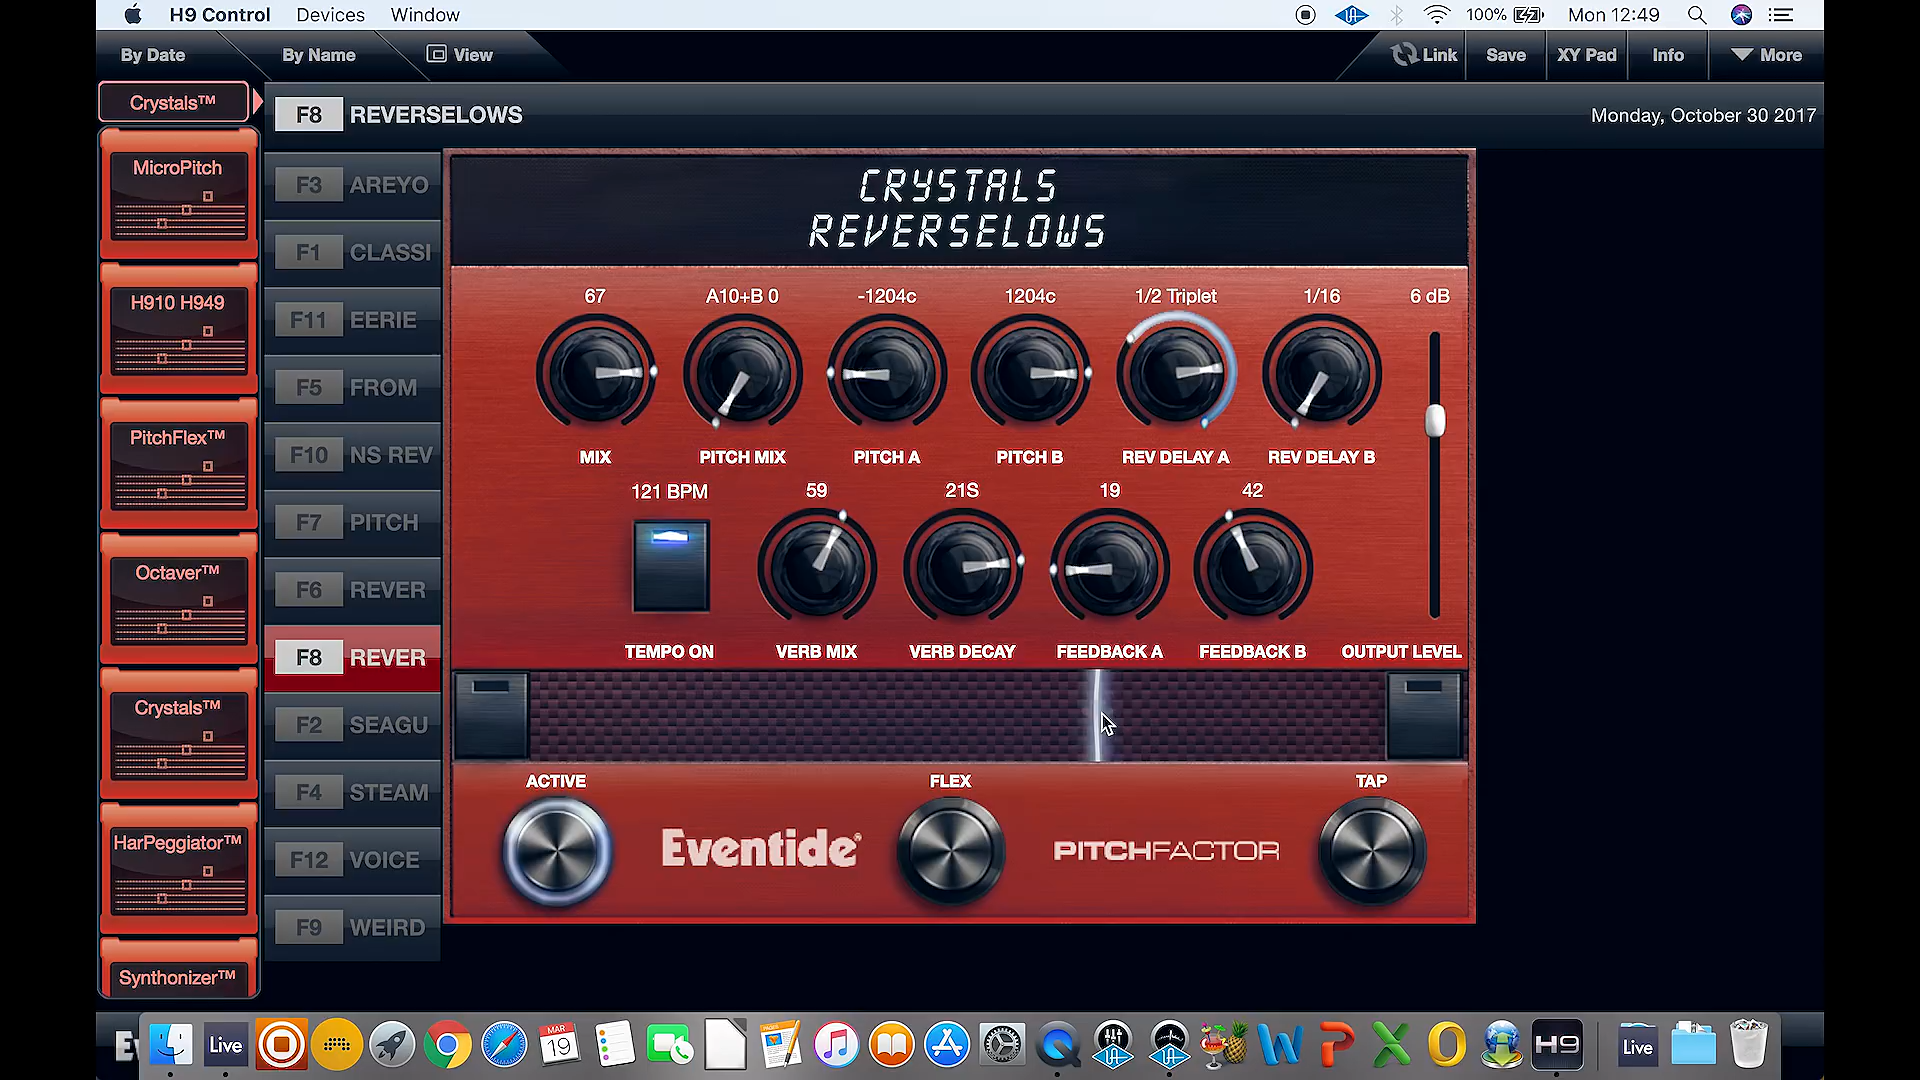 H9 Control Devices Window 100% Mon 12:49
By Date By Name View Link Save XY Pad Info More
Crystals™
F8 REVERSELOWS Monday, October 30 2017
MicroPitch
H910 H949
PitchFlex™
Octaver™
Crystals™
HarPeggiator™
Synthonizer™
F3 AREYO
F1 CLASSI
F11 EERIE
F5 FROM
F10 NS REV
F7 PITCH
F6 REVER
F8 REVER
F2 SEAGU
F4 STEAM
F12 VOICE
F9 WEIRD
CRYSTALS
REVERSELOWS
67 A10+B 0 -1204c 1204c 1/2 Triplet 1/16 6 dB
MIX PITCH MIX PITCH A PITCH B REV DELAY A REV DELAY B
121 BPM 59 21S 19 42
TEMPO ON VERB MIX VERB DECAY FEEDBACK A FEEDBACK B OUTPUT LEVEL
ACTIVE FLEX TAP
Eventide® PITCHFACTOR
Live MAR 19 PAGES W P X O H9 Live